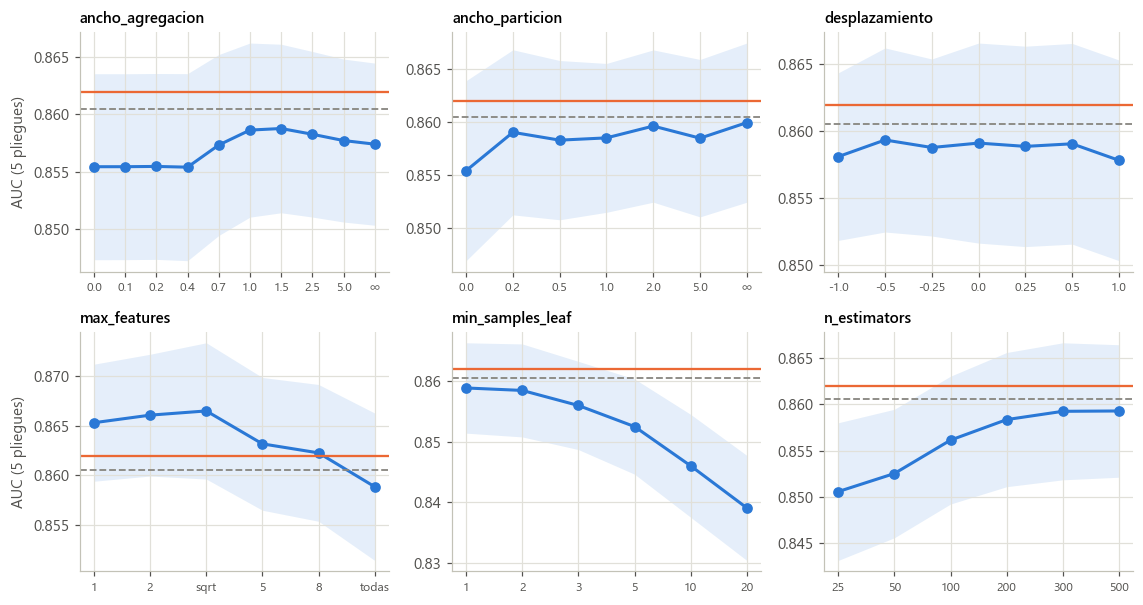 ancho_agregacion
ancho_particion
desplazamiento
AUC (5 pliegues)
0.865
0.860
0.855
0.850
0.0 0.1 0.2 0.4 0.7 1.0 1.5 2.5 5.0 ∞
0.865
0.860
0.855
0.850
0.0 0.2 0.5 1.0 2.0 5.0 ∞
0.865
0.860
0.855
0.850
-1.0 -0.5 -0.25 0.0 0.25 0.5 1.0
max_features
min_samples_leaf
n_estimators
AUC (5 pliegues)
0.870
0.865
0.860
0.855
1 2 sqrt 5 8 todas
0.86
0.85
0.84
0.83
1 2 3 5 10 20
0.865
0.860
0.855
0.850
0.845
25 50 100 200 300 500